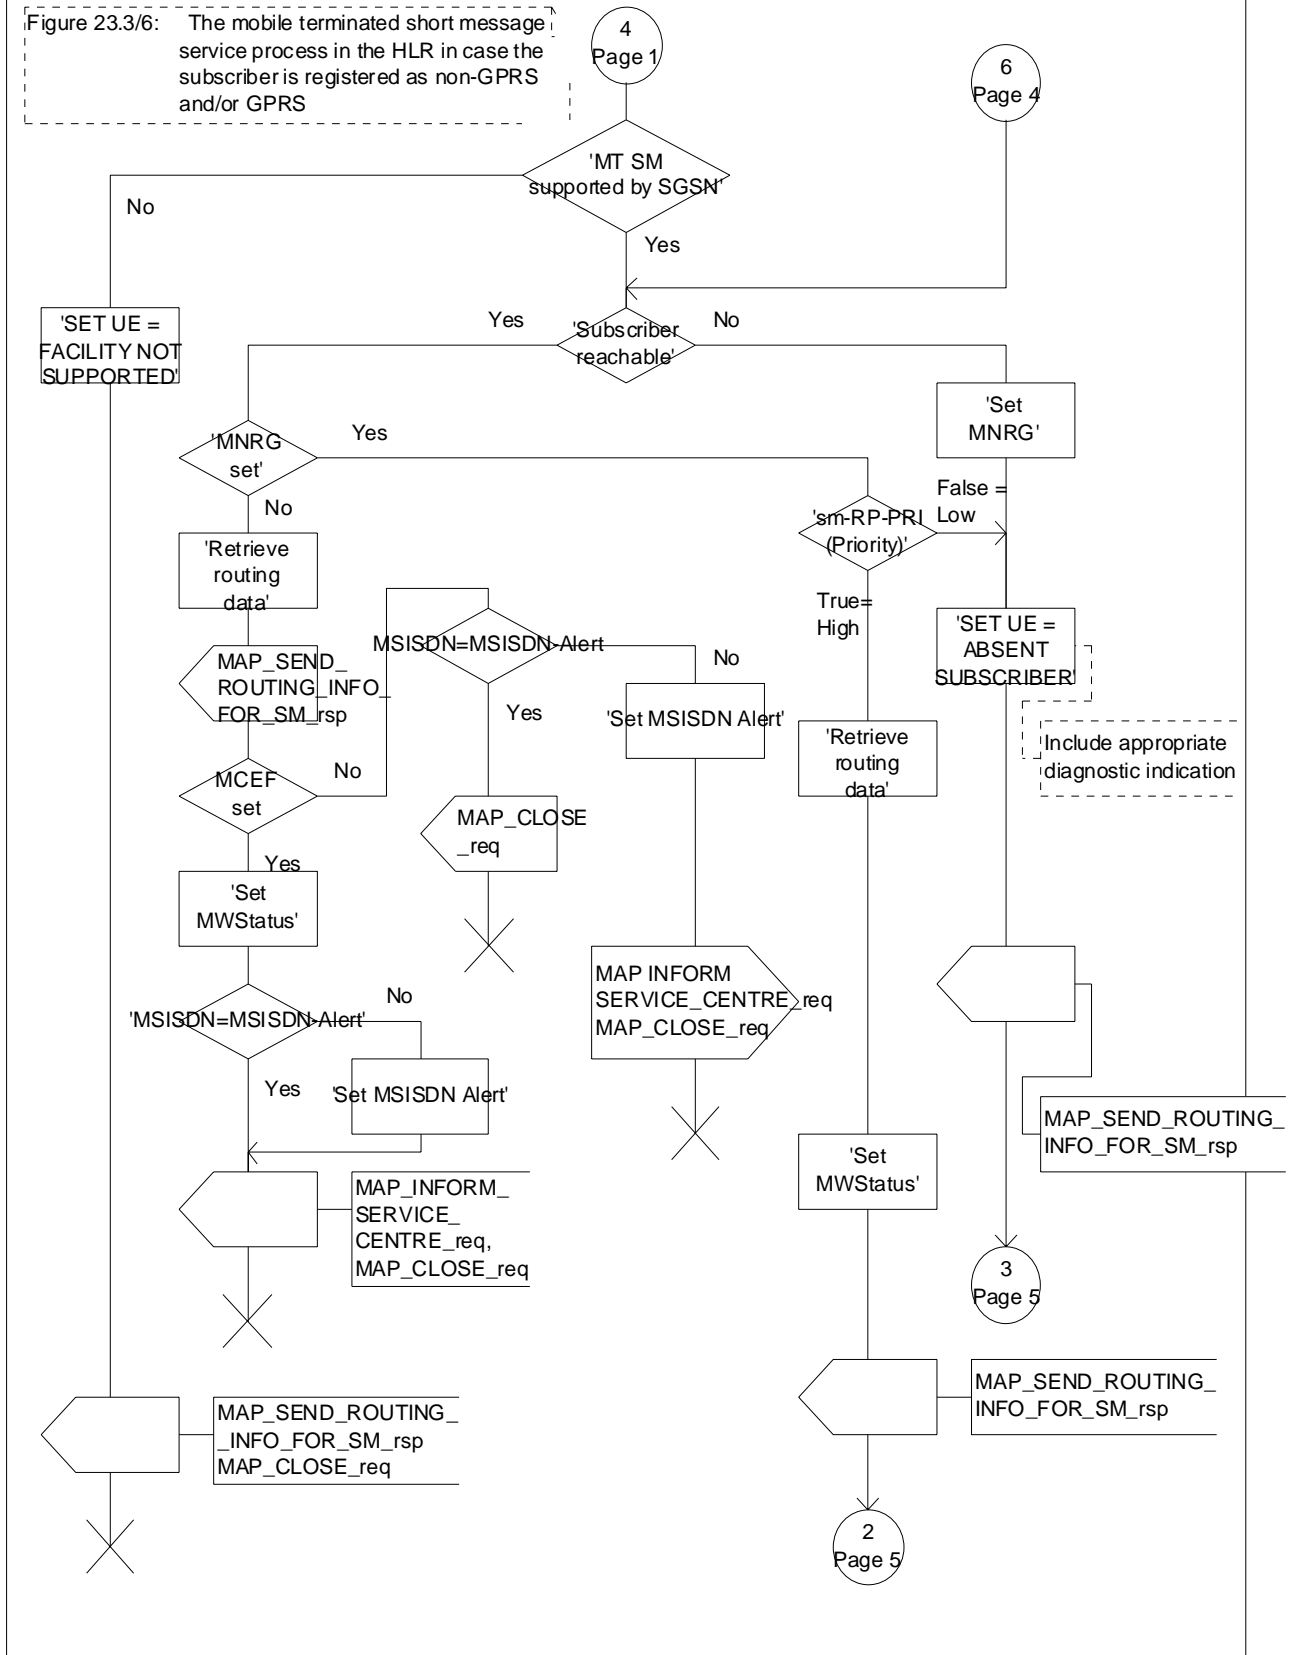 Figure 23.3/6: The mobile terminated short message
service process in the HLR in case the
subscriber is registered as non-GPRS
and/or GPRS
4
Page 1
6
Page 4
'MT SM
supported by SGSN'
No
Yes
'SET UE =
FACILITY NOT
SUPPORTED'
Yes
'Subscriber
reachable'
No
'Set
MNRG'
'MNRG
set'
Yes
No
'sm-RP-PRI
(Priority)'
False =
Low
True=
High
'Retrieve
routing
data'
MAP_SEND_
ROUTING_INFO_
FOR_SM_rsp
MSISDN=MSISDN-Alert
No
Yes
'Set MSISDN Alert'
'SET UE =
ABSENT
SUBSCRIBER'
Include appropriate
diagnostic indication
'Retrieve
routing
data'
MCEF
set
No
Yes
MAP_CLOSE
_req
'Set
MWStatus'
MAP INFORM
SERVICE_CENTRE_req
MAP_CLOSE_req
'MSISDN=MSISDN-Alert'
No
Yes
'Set MSISDN Alert'
MAP_SEND_ROUTING_
INFO_FOR_SM_rsp
'Set
MWStatus'
MAP_INFORM_
SERVICE_
CENTRE_req,
MAP_CLOSE_req
3
Page 5
MAP_SEND_ROUTING_
INFO_FOR_SM_rsp
MAP_SEND_ROUTING_
_INFO_FOR_SM_rsp
MAP_CLOSE_req
2
Page 5